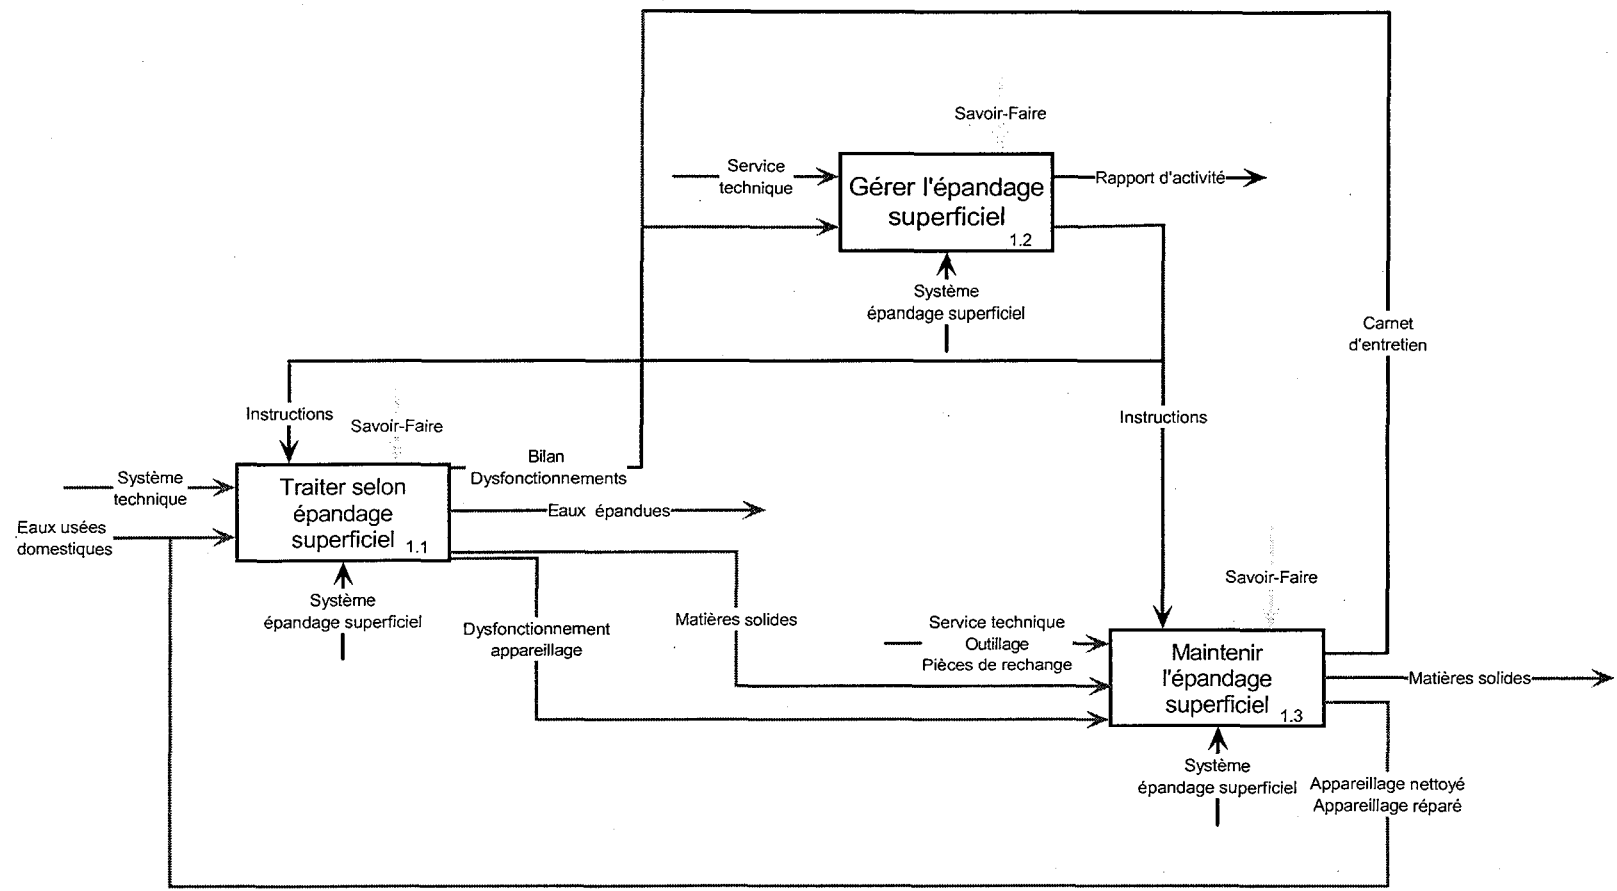 Savoir-Faire
Service
technique
Gérer l'épandage
superficiel
1.2
Rapport d'activité
Système
épandage superficiel
Carnet
d'entretien
Instructions
Savoir-Faire
Instructions
Bilan
Dysfonctionnements
Système
technique
Traiter selon
épandage
superficiel
1.1
Eaux épandues
Eaux usées
domestiques
Système
épandage superficiel
Dysfonctionnement
appareillage
Matières solides
Savoir-Faire
Service technique
Outillage
Pièces de rechange
Maintenir
l'épandage
superficiel
1.3
Matières solides
Système
épandage superficiel
Appareillage nettoyé
Appareillage réparé